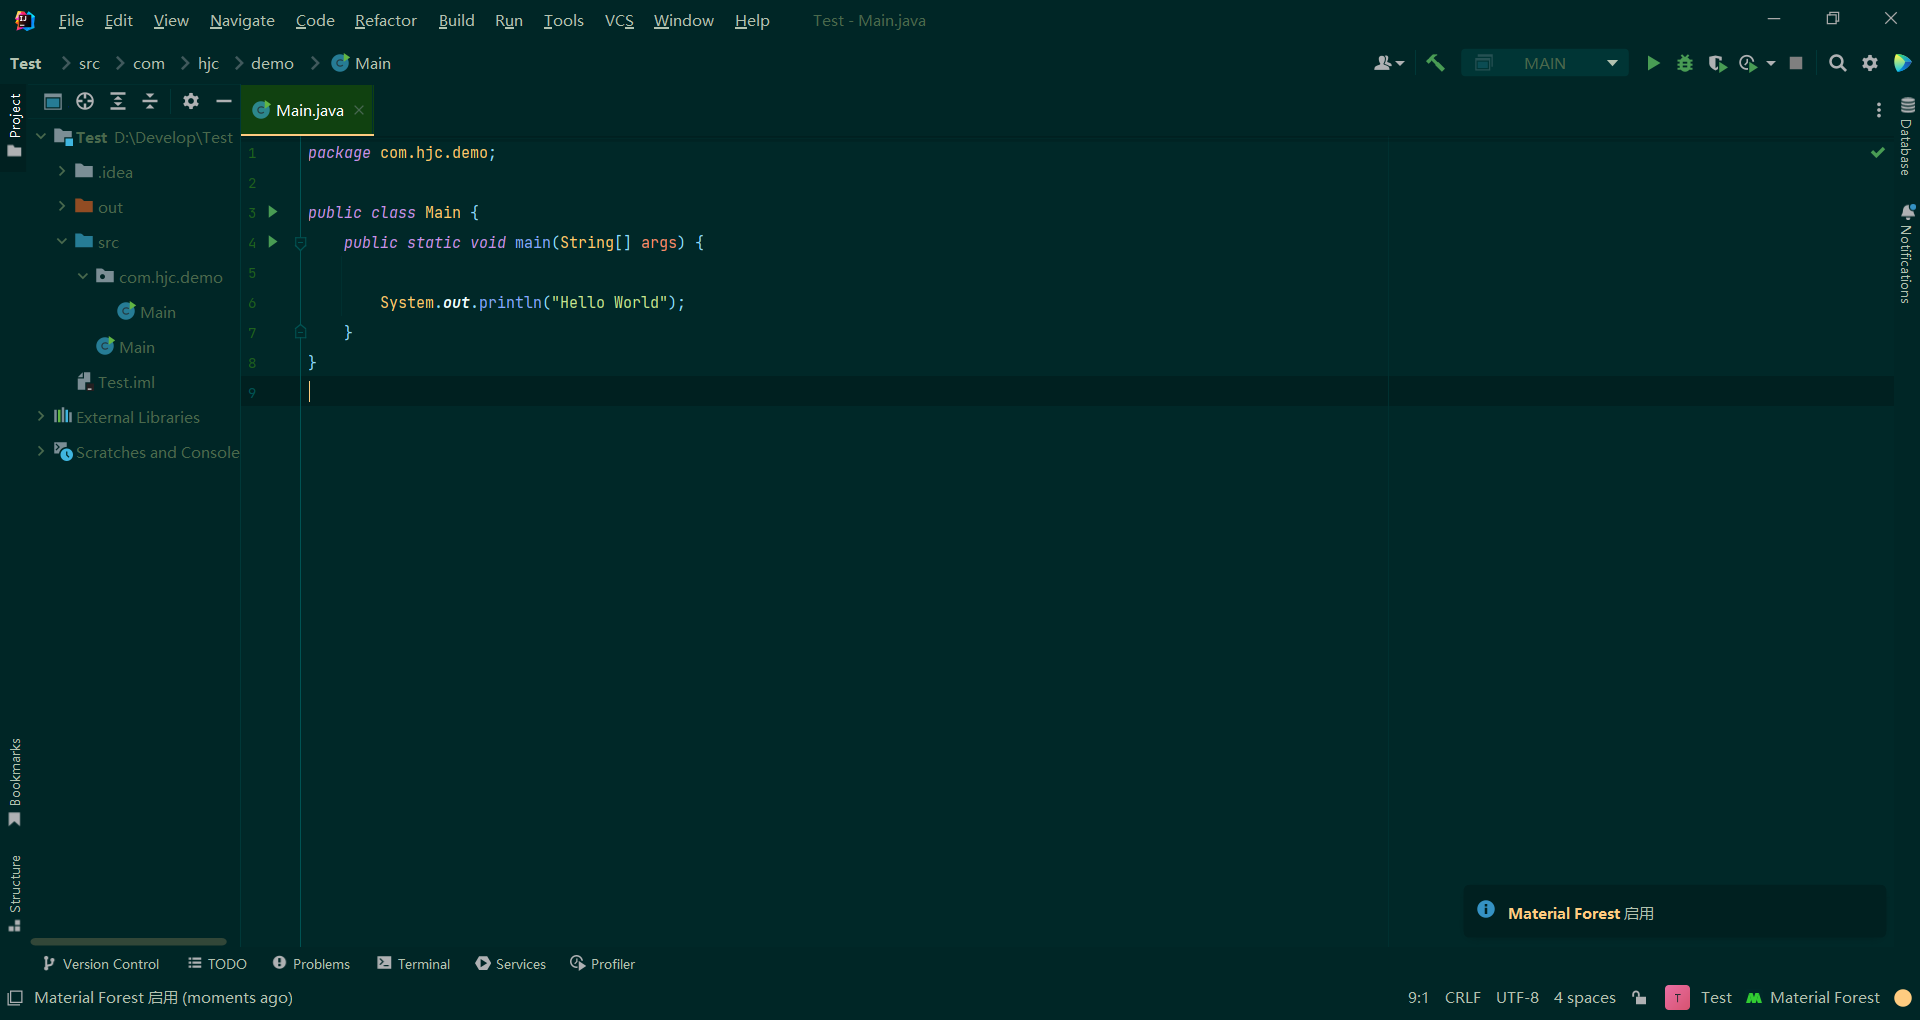 File Edit View Navigate Code Refactor Build Run Tools VCS Window Help Test - Main.java
Test src com hjc demo Main
MAIN
Project
Main.java
Test D:\Develop\Test
.idea
out
src
com.hjc.demo
Main
Main
Test.iml
External Libraries
Scratches and Console
1 package com.hjc.demo;
2
3 public class Main {
4 public static void main(String[] args) {
5
6 System.out.println("Hello World");
7 }
8 }
9
Database
Notifications
Bookmarks
Structure
Material Forest 启用
Version Control TODO Problems Terminal Services Profiler
Material Forest 启用 (moments ago)
9:1 CRLF UTF-8 4 spaces T Test Material Forest